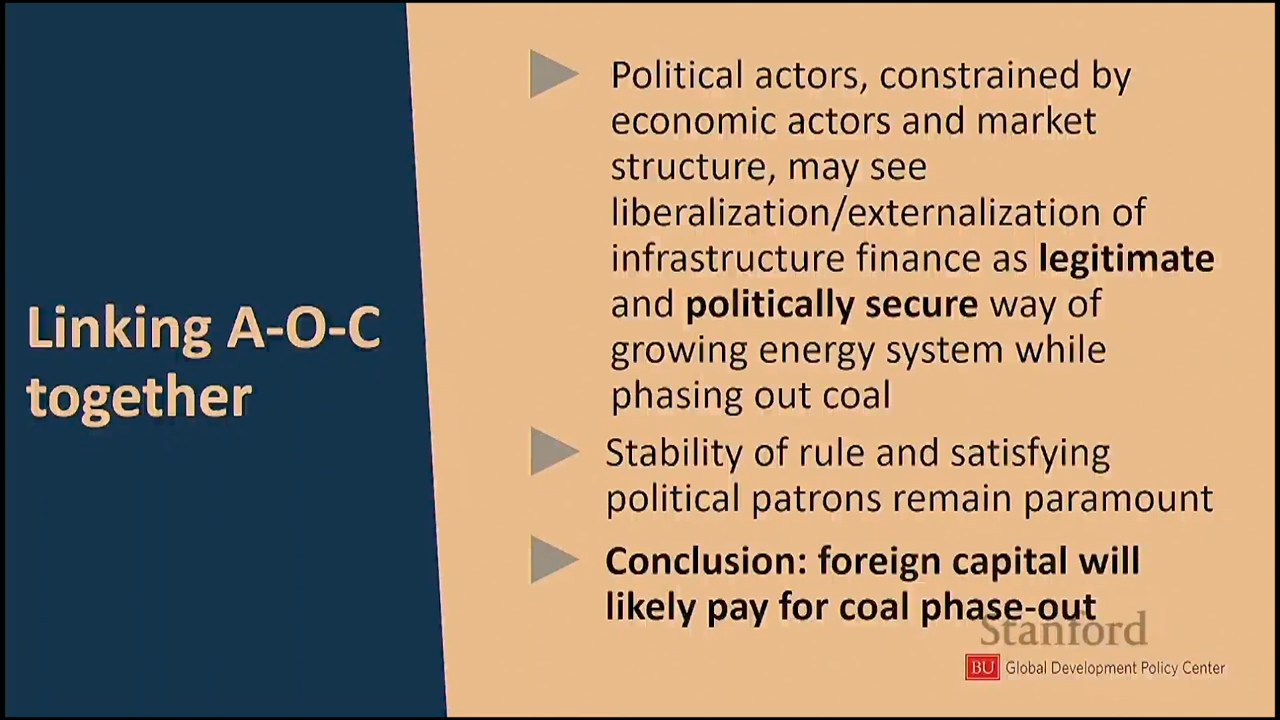 Linking A-O-C
together
Political actors, constrained by
economic actors and market
structure, may see
liberalization/externalization of
infrastructure finance as legitimate
and politically secure way of
growing energy system while
phasing out coal
Stability of rule and satisfying
political patrons remain paramount
Conclusion: foreign capital will
likely pay for coal phase-out
Stanford
BU Global Development Policy Center